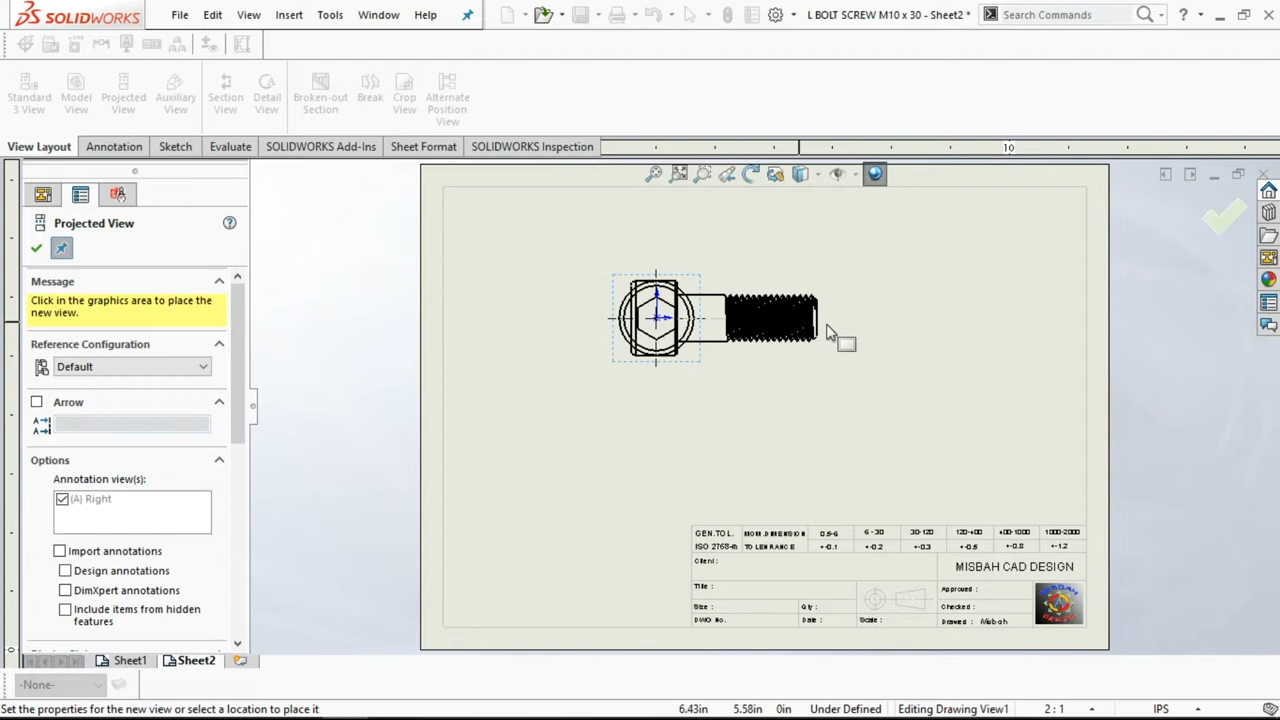 SOLIDWORKS File Edit View Insert Tools Window Help L BOLT SCREW M10 x 30 - Sheet2 * Search Commands ?
Standard 3 View Model View Projected View Auxiliary View Section View Detail View Broken-out Section Break Crop View Alternate Position View
View Layout Annotation Sketch Evaluate SOLIDWORKS Add-Ins Sheet Format SOLIDWORKS Inspection 10
Projected View ?
Message
Click in the graphics area to place the
new view.
Reference Configuration
Default
Arrow
A
A
Options
Annotation view(s):
(A) Right
Import annotations
Design annotations
DimXpert annotations
Include items from hidden
features
GEN.TOL. NOM.DIMENSION 0.5-6 6 - 30 30-120 120-400 400-1000 1000-2000
ISO 2768-m TOLERANCE +-0.1 +-0.2 +-0.3 +-0.5 +-0.8 +-1.2
Client: MISBAH CAD DESIGN
Title : Approved :
Size : Qty : Checked :
DWG No. Date : Scale : Drawn : Misbah
Sheet1 Sheet2
-None-
Set the properties for the new view or select a location to place it 6.43in 5.58in 0in Under Defined Editing Drawing View1 2 : 1 IPS